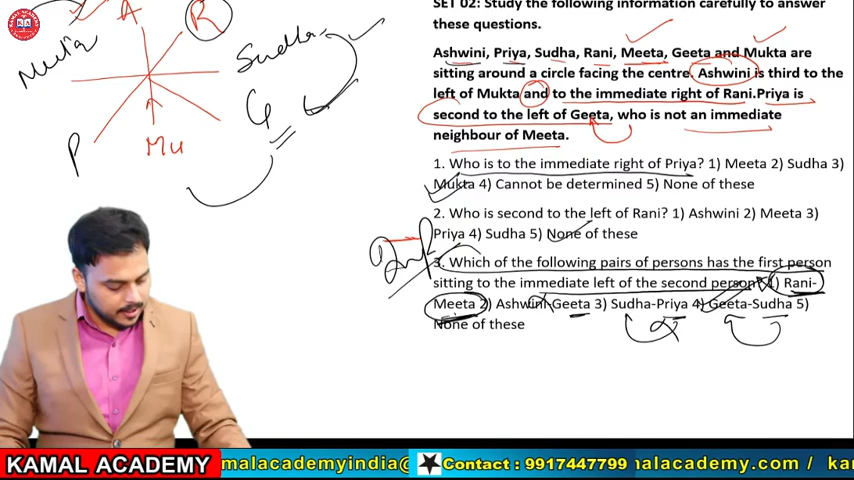 SET 02: Study the following information carefully to answer
these questions.
Ashwini, Priya, Sudha, Rani, Meeta, Geeta and Mukta are
sitting around a circle facing the centre. Ashwini is third to the
left of Mukta and to the immediate right of Rani.Priya is
second to the left of Geeta, who is not an immediate
neighbour of Meeta.
1. Who is to the immediate right of Priya? 1) Meeta 2) Sudha 3)
Mukta 4) Cannot be determined 5) None of these
2. Who is second to the left of Rani? 1) Ashwini 2) Meeta 3)
Priya 4) Sudha 5) None of these
3. Which of the following pairs of persons has the first person
sitting to the immediate left of the second person? 1) Rani-
Meeta 2) Ashwini-Geeta 3) Sudha-Priya 4) Geeta-Sudha 5)
None of these
A
R
Meeta
Sudha
G
P
Mu
KAMAL ACADEMY
malacademyindia@
Contact : 9917447799
malacademy.com / kar